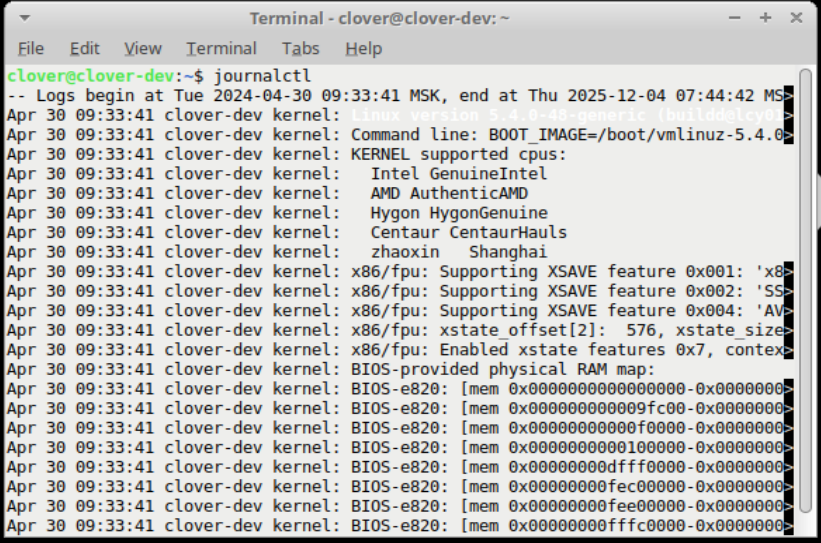 Terminal - clover@clover-dev: ~
File Edit View Terminal Tabs Help
clover@clover-dev:~$ journalctl
-- Logs begin at Tue 2024-04-30 09:33:41 MSK, end at Thu 2025-12-04 07:44:42 MS>
Apr 30 09:33:41 clover-dev kernel: Linux version 5.4.0-48-generic (buildd@lcy01>
Apr 30 09:33:41 clover-dev kernel: Command line: BOOT_IMAGE=/boot/vmlinuz-5.4.0>
Apr 30 09:33:41 clover-dev kernel: KERNEL supported cpus:
Apr 30 09:33:41 clover-dev kernel:   Intel GenuineIntel
Apr 30 09:33:41 clover-dev kernel:   AMD AuthenticAMD
Apr 30 09:33:41 clover-dev kernel:   Hygon HygonGenuine
Apr 30 09:33:41 clover-dev kernel:   Centaur CentaurHauls
Apr 30 09:33:41 clover-dev kernel:   zhaoxin   Shanghai
Apr 30 09:33:41 clover-dev kernel: x86/fpu: Supporting XSAVE feature 0x001: 'x8>
Apr 30 09:33:41 clover-dev kernel: x86/fpu: Supporting XSAVE feature 0x002: 'SS>
Apr 30 09:33:41 clover-dev kernel: x86/fpu: Supporting XSAVE feature 0x004: 'AV>
Apr 30 09:33:41 clover-dev kernel: x86/fpu: xstate_offset[2]:  576, xstate_size>
Apr 30 09:33:41 clover-dev kernel: x86/fpu: Enabled xstate features 0x7, contex>
Apr 30 09:33:41 clover-dev kernel: BIOS-provided physical RAM map:
Apr 30 09:33:41 clover-dev kernel: BIOS-e820: [mem 0x0000000000000000-0x0000000>
Apr 30 09:33:41 clover-dev kernel: BIOS-e820: [mem 0x000000000009fc00-0x0000000>
Apr 30 09:33:41 clover-dev kernel: BIOS-e820: [mem 0x00000000000f0000-0x0000000>
Apr 30 09:33:41 clover-dev kernel: BIOS-e820: [mem 0x0000000000100000-0x0000000>
Apr 30 09:33:41 clover-dev kernel: BIOS-e820: [mem 0x00000000dfff0000-0x0000000>
Apr 30 09:33:41 clover-dev kernel: BIOS-e820: [mem 0x00000000fec00000-0x0000000>
Apr 30 09:33:41 clover-dev kernel: BIOS-e820: [mem 0x00000000fee00000-0x0000000>
Apr 30 09:33:41 clover-dev kernel: BIOS-e820: [mem 0x00000000fffc0000-0x0000000>